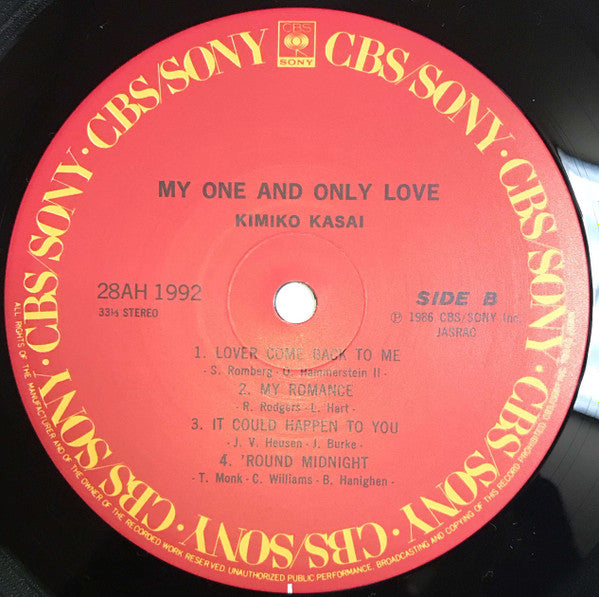 CBS
SONY
CBS/SONY · CBS/SONY · CBS/SONY · CBS/SONY · CBS/SONY · CBS/SONY · CBS/SONY · CBS/SONY
MY ONE AND ONLY LOVE
KIMIKO KASAI
28AH 1992
33⅓ STEREO
SIDE B
Ⓟ 1986 CBS/SONY Inc.
JASRAC
1. LOVER COME BACK TO ME
· S. Romberg · O. Hammerstein II ·
2. MY ROMANCE
· R. Rodgers · L. Hart ·
3. IT COULD HAPPEN TO YOU
· J. V. Heusen · J. Burke ·
4. 'ROUND MIDNIGHT
· T. Monk · C. Williams · B. Hanighen ·
ALL RIGHTS OF THE MANUFACTURER AND OF THE OWNER OF THE RECORDED WORK RESERVED. UNAUTHORIZED PUBLIC PERFORMANCE, BROADCASTING AND COPYING OF THIS RECORD PROHIBITED.